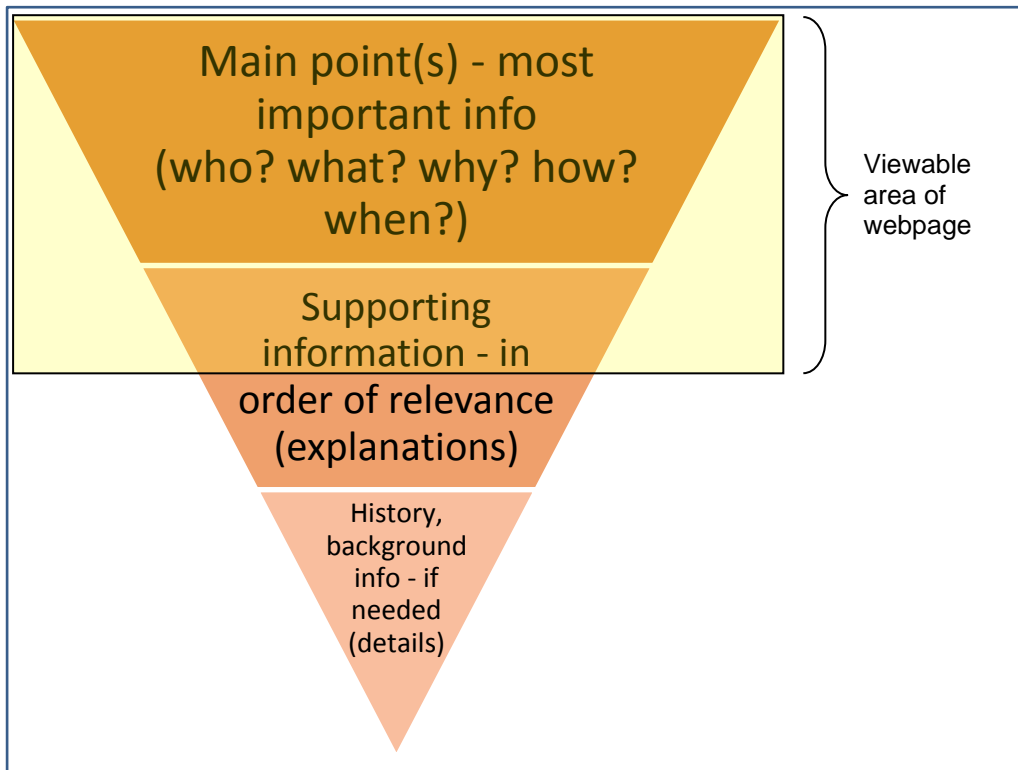 Main point(s) - most
important info
(who? what? why? how?
when?)
Viewable
area of
webpage
Supporting
information - in
order of relevance
(explanations)
History,
background
info - if
needed
(details)